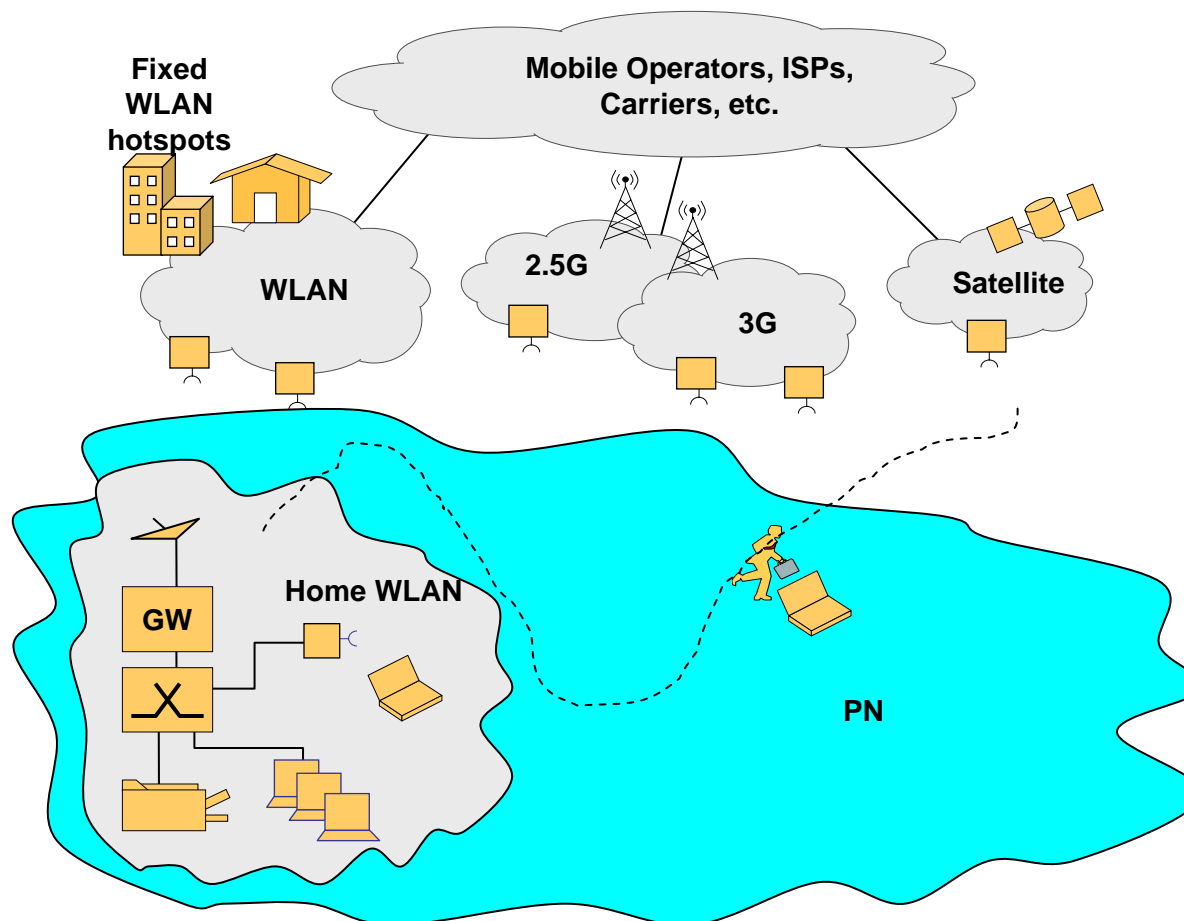 Mobile Operators, ISPs,
Carriers, etc.
Fixed
WLAN
hotspots
2.5G
WLAN
Satellite
3G
Home WLAN
GW
PN